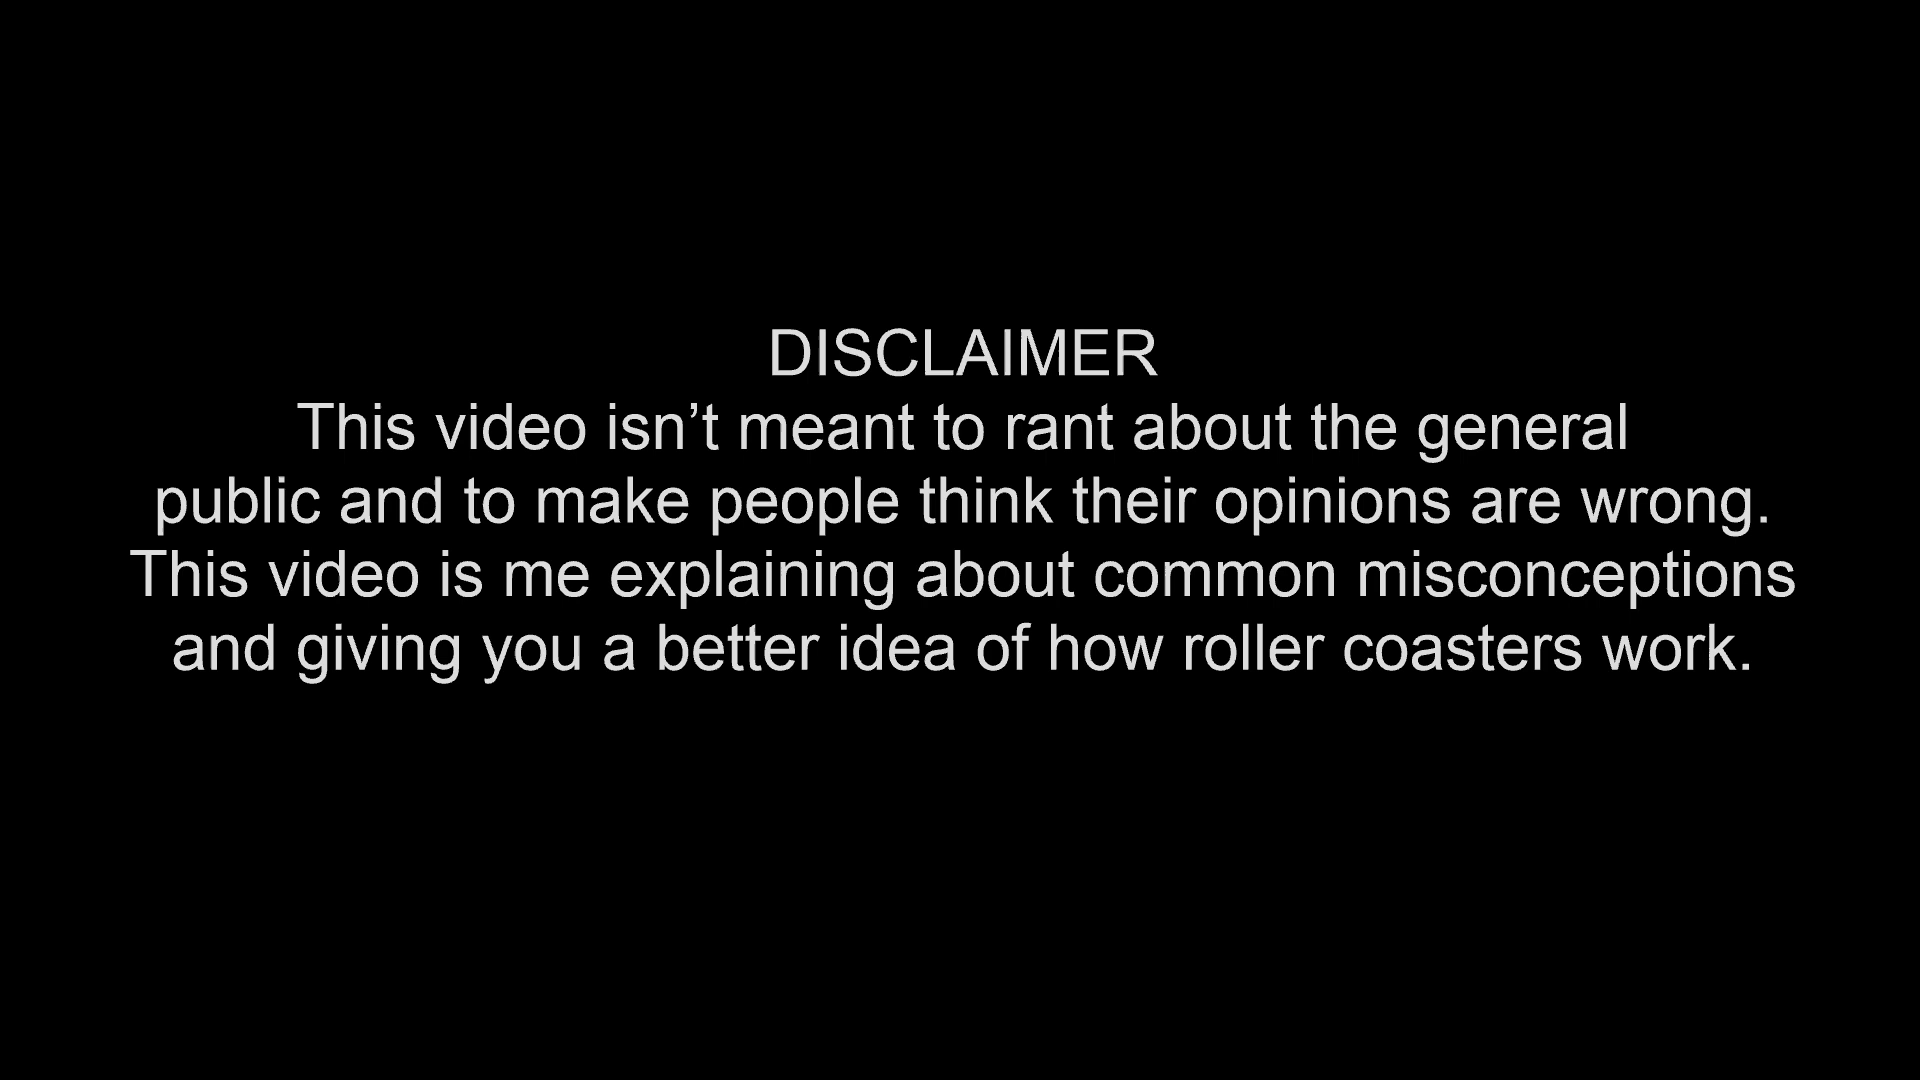 DISCLAIMER
This video isn’t meant to rant about the general
public and to make people think their opinions are wrong.
This video is me explaining about common misconceptions
and giving you a better idea of how roller coasters work.